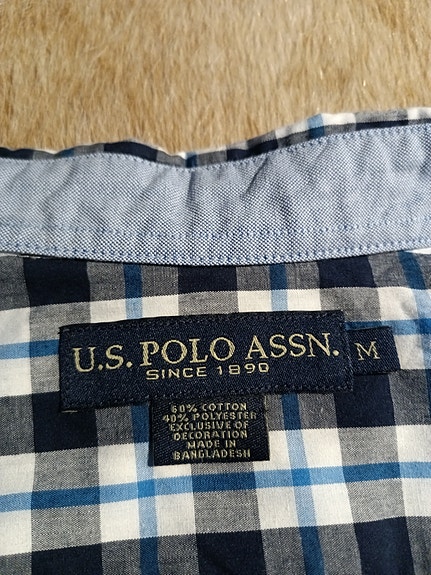 U.S. POLO ASSN.
SINCE 1890
M
60% COTTON
40% POLYESTER
EXCLUSIVE OF
DECORATION
MADE IN
BANGLADESH